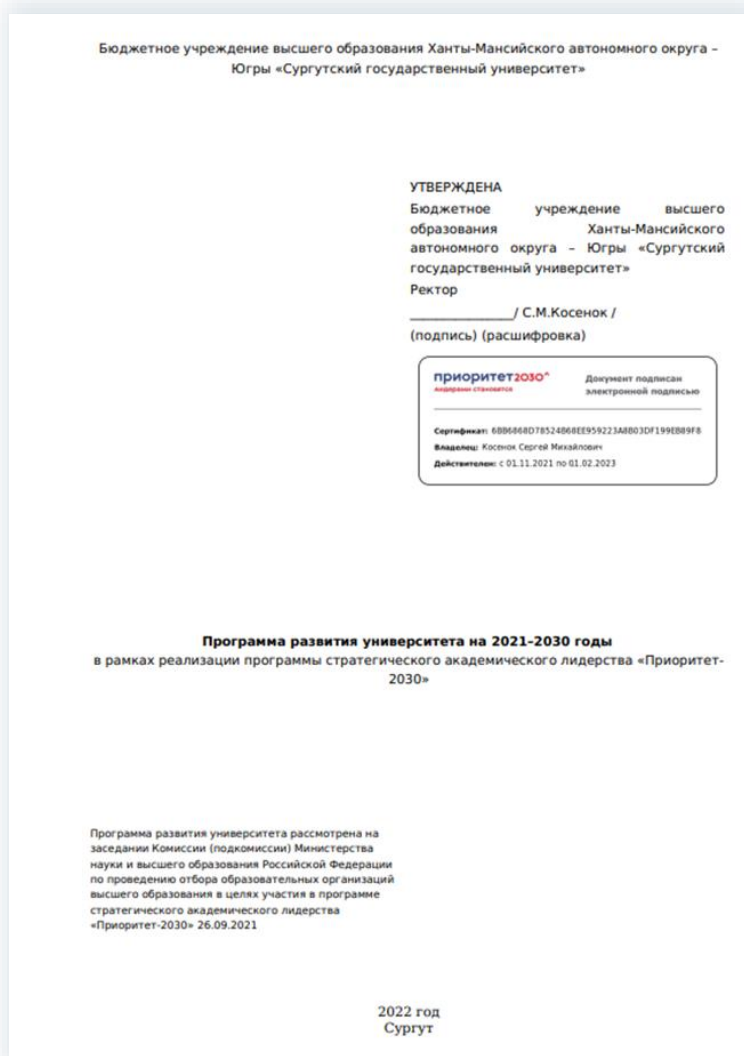 Бюджетное учреждение высшего образования Ханты-Мансийского автономного округа –
Югры «Сургутский государственный университет»
УТВЕРЖДЕНА
Бюджетное учреждение высшего
образования Ханты-Мансийского
автономного округа – Югры «Сургутский
государственный университет»
Ректор
________________/ С.М.Косенок /
(подпись) (расшифровка)
приоритет2030^
лидерами становятся
Документ подписан
электронной подписью
Сертификат: 6BB6868D78524B68EE959223A8B03DF199EB89F8
Владелец: Косенок Сергей Михайлович
Действителен: с 01.11.2021 по 01.02.2023
Программа развития университета на 2021–2030 годы
в рамках реализации программы стратегического академического лидерства «Приоритет-
2030»
Программа развития университета рассмотрена на
заседании Комиссии (подкомиссии) Министерства
науки и высшего образования Российской Федерации
по проведению отбора образовательных организаций
высшего образования в целях участия в программе
стратегического академического лидерства
«Приоритет-2030» 26.09.2021
2022 год
Сургут